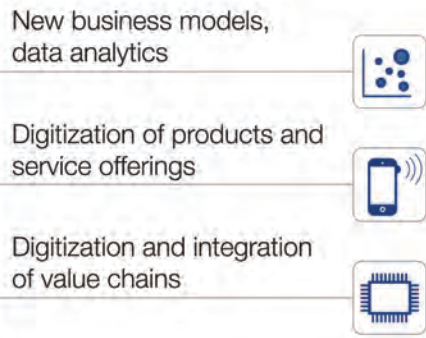 New business models,
data analytics
Digitization of products and
service offerings
Digitization and integration
of value chains